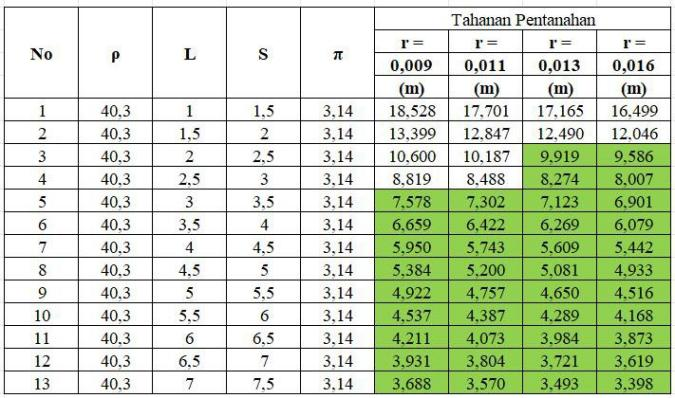 No ρ L S π Tahanan Pentanahan
r = r = r = r =
0,009 0,011 0,013 0,016
(m) (m) (m) (m)
1 40,3 1 1,5 3,14 18,528 17,701 17,165 16,499
2 40,3 1,5 2 3,14 13,399 12,847 12,490 12,046
3 40,3 2 2,5 3,14 10,600 10,187 9,919 9,586
4 40,3 2,5 3 3,14 8,819 8,488 8,274 8,007
5 40,3 3 3,5 3,14 7,578 7,302 7,123 6,901
6 40,3 3,5 4 3,14 6,659 6,422 6,269 6,079
7 40,3 4 4,5 3,14 5,950 5,743 5,609 5,442
8 40,3 4,5 5 3,14 5,384 5,200 5,081 4,933
9 40,3 5 5,5 3,14 4,922 4,757 4,650 4,516
10 40,3 5,5 6 3,14 4,537 4,387 4,289 4,168
11 40,3 6 6,5 3,14 4,211 4,073 3,984 3,873
12 40,3 6,5 7 3,14 3,931 3,804 3,721 3,619
13 40,3 7 7,5 3,14 3,688 3,570 3,493 3,398